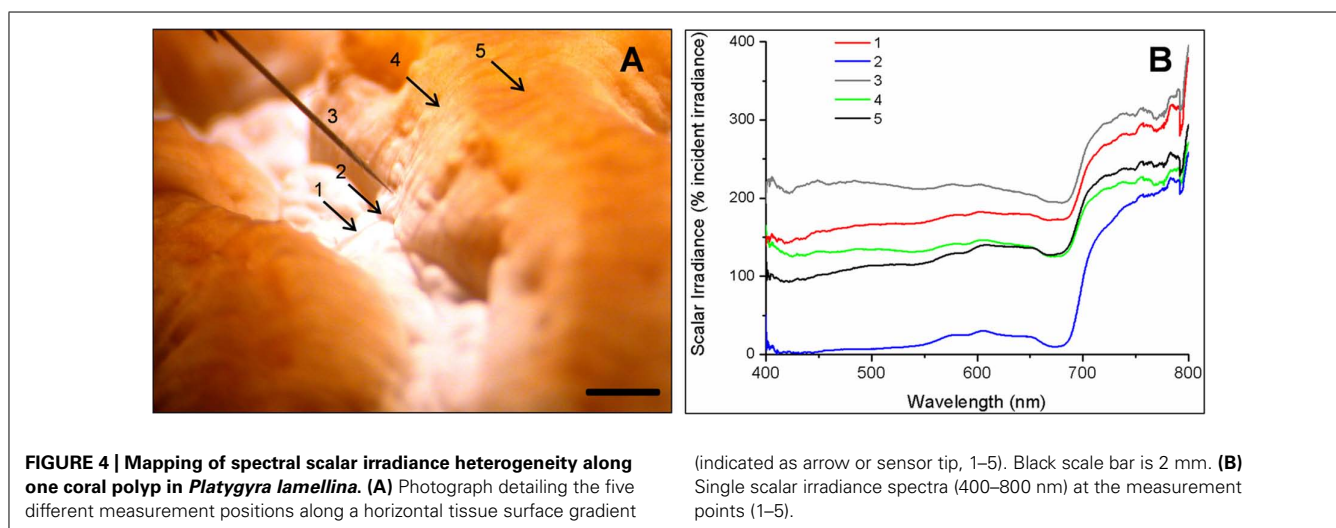 A
1
2
3
4
5
B
1
2
3
4
5
400
300
200
100
0
400
500
600
700
800
Scalar Irradiance (% incident irradiance)
Wavelength (nm)
FIGURE 4 | Mapping of spectral scalar irradiance heterogeneity along
one coral polyp in Platygyra lamellina. (A) Photograph detailing the five
different measurement positions along a horizontal tissue surface gradient
(indicated as arrow or sensor tip, 1–5). Black scale bar is 2 mm. (B)
Single scalar irradiance spectra (400–800 nm) at the measurement
points (1–5).